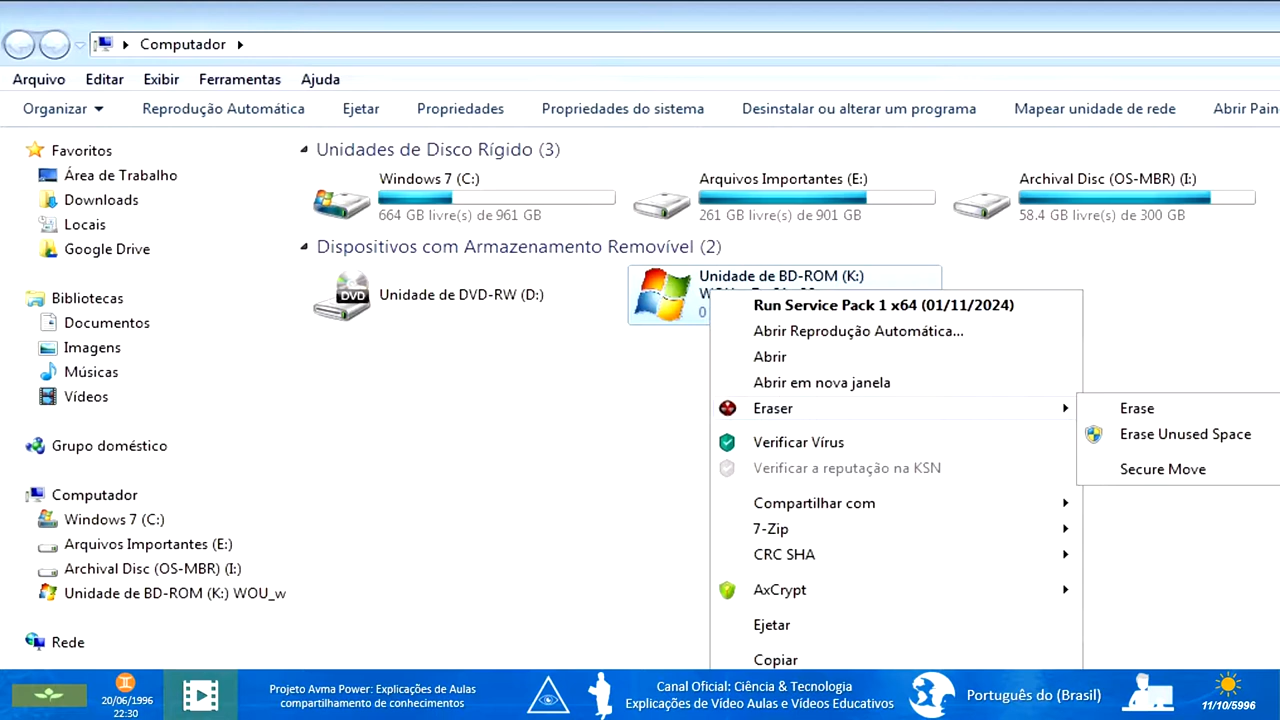 Computador
Arquivo Editar Exibir Ferramentas Ajuda
Organizar Reprodução Automática Ejetar Propriedades Propriedades do sistema Desinstalar ou alterar um programa Mapear unidade de rede Abrir Pain
Favoritos
Área de Trabalho
Downloads
Locais
Google Drive
Bibliotecas
Documentos
Imagens
Músicas
Vídeos
Grupo doméstico
Computador
Windows 7 (C:)
Arquivos Importantes (E:)
Archival Disc (OS-MBR) (I:)
Unidade de BD-ROM (K:) WOU_w
Rede
Unidades de Disco Rígido (3)
Windows 7 (C:)
664 GB livre(s) de 961 GB
Arquivos Importantes (E:)
261 GB livre(s) de 901 GB
Archival Disc (OS-MBR) (I:)
58.4 GB livre(s) de 300 GB
Dispositivos com Armazenamento Removível (2)
DVD
Unidade de DVD-RW (D:)
Unidade de BD-ROM (K:)
0
Run Service Pack 1 x64 (01/11/2024)
Abrir Reprodução Automática...
Abrir
Abrir em nova janela
Eraser
Verificar Vírus
Verificar a reputação na KSN
Compartilhar com
7-Zip
CRC SHA
AxCrypt
Ejetar
Copiar
Erase
Erase Unused Space
Secure Move
20/06/1996
22:30
Projeto Avma Power: Explicações de Aulas
compartilhamento de conhecimentos
Canal Oficial: Ciência & Tecnologia
Explicações de Vídeo Aulas e Vídeos Educativos
Português do (Brasil)
11/10/5996